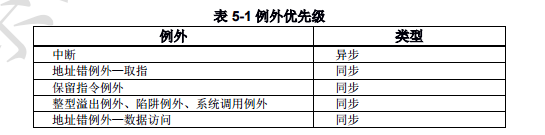 表 5-1 例外优先级
例外 类型
中断 异步
地址错例外—取指 同步
保留指令例外 同步
整型溢出例外、陷阱例外、系统调用例外 同步
地址错例外—数据访问 同步